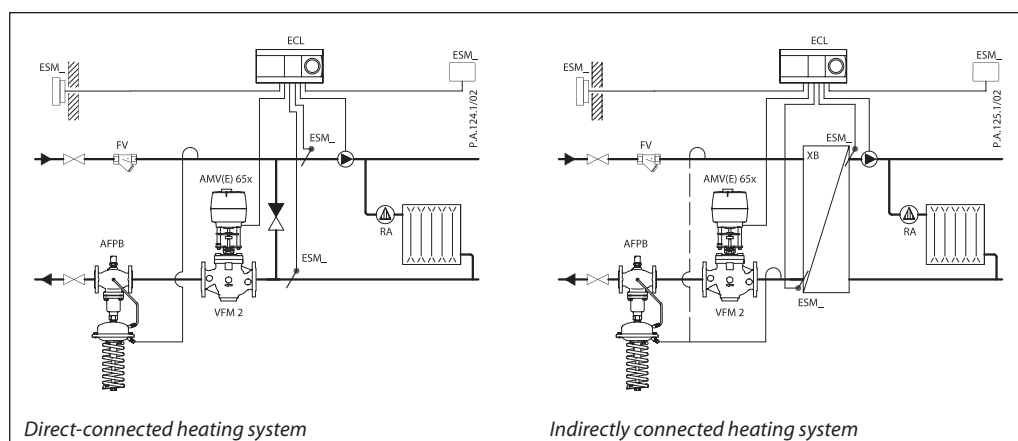 ECL
ESM_
ESM_
P.A.124.1/02
FV
ESM_
AMV(E) 65x
RA
AFPB
ESM_
VFM 2
Direct-connected heating system
ECL
ESM_
ESM_
P.A.125.1/02
FV
ESM_
XB
AMV(E) 65x
RA
AFPB
ESM_
VFM 2
Indirectly connected heating system